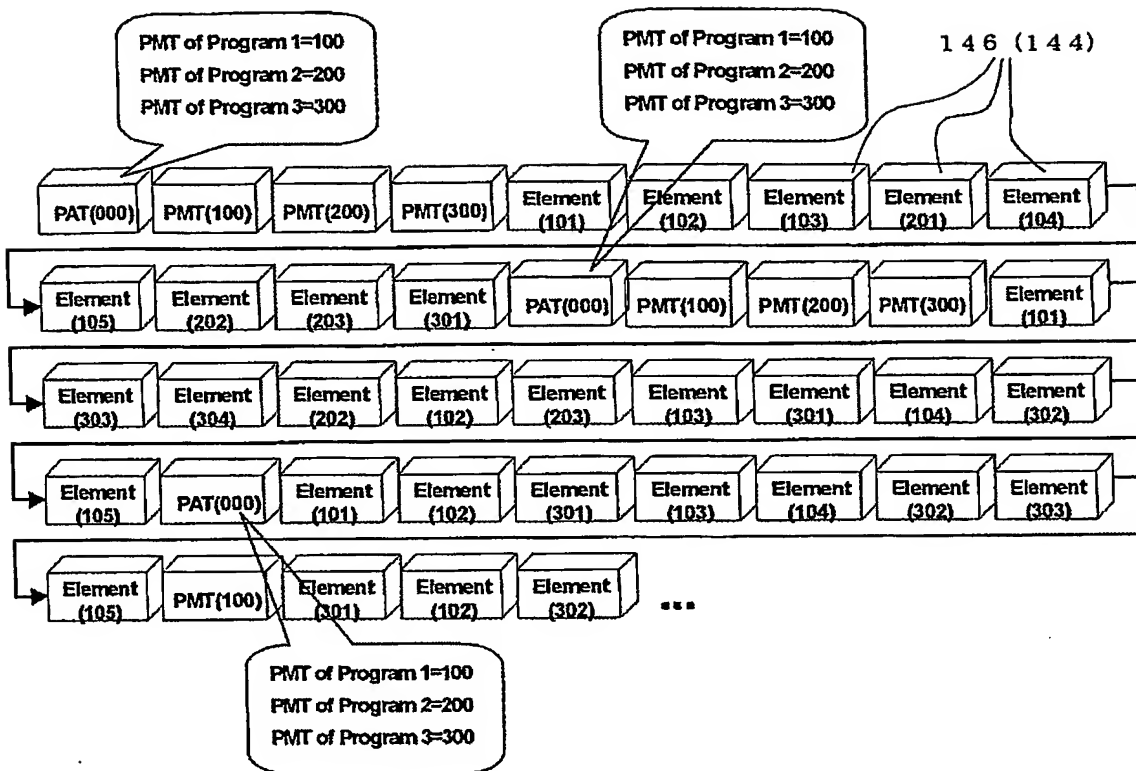 PMT of Program 1=100
PMT of Program 2=200
PMT of Program 3=300
PMT of Program 1=100
PMT of Program 2=200
PMT of Program 3=300
146 (144)
PAT(000) PMT(100) PMT(200) PMT(300) Element (101) Element (102) Element (103) Element (201) Element (104)
Element (105) Element (202) Element (203) Element (301) PAT(000) PMT(100) PMT(200) PMT(300) Element (101)
Element (303) Element (304) Element (202) Element (102) Element (203) Element (103) Element (301) Element (104) Element (302)
Element (105) PAT(000) Element (101) Element (102) Element (301) Element (103) Element (104) Element (302) Element (303)
Element (105) PMT(100) Element (301) Element (102) Element (302) ...
PMT of Program 1=100
PMT of Program 2=200
PMT of Program 3=300